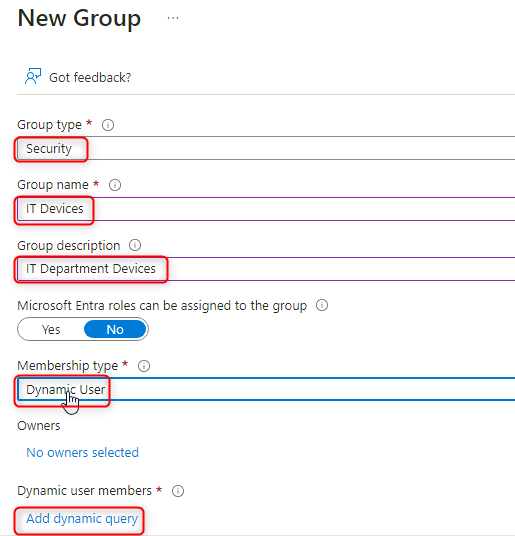 New Group ...
Got feedback?
Group type *
Security
Group name *
IT Devices
Group description
IT Department Devices
Microsoft Entra roles can be assigned to the group
Yes No
Membership type *
Dynamic User
Owners
No owners selected
Dynamic user members *
Add dynamic query